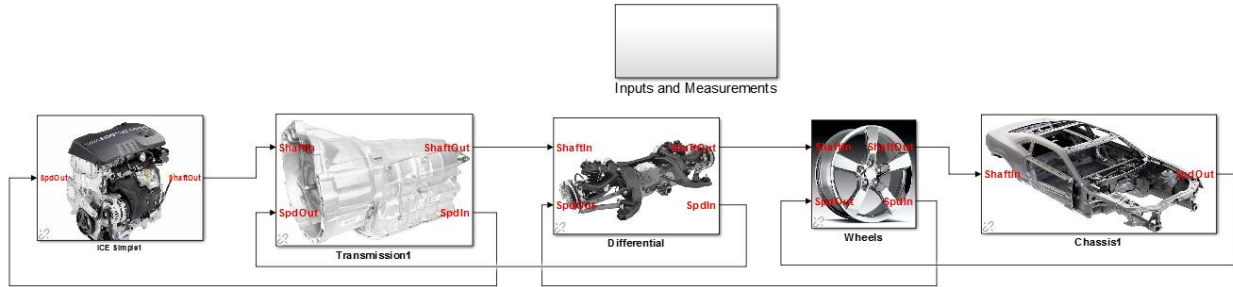 Inputs and Measurements
SpdOut
ShaftOut
ICE Simple1
ShaftIn
ShaftOut
SpdOut
SpdIn
Transmission1
ShaftIn
ShaftOut
SpdOut
SpdIn
Differential
ShaftIn
ShaftOut
SpdOut
SpdIn
Wheels
ShaftIn
SpdOut
Chassis1